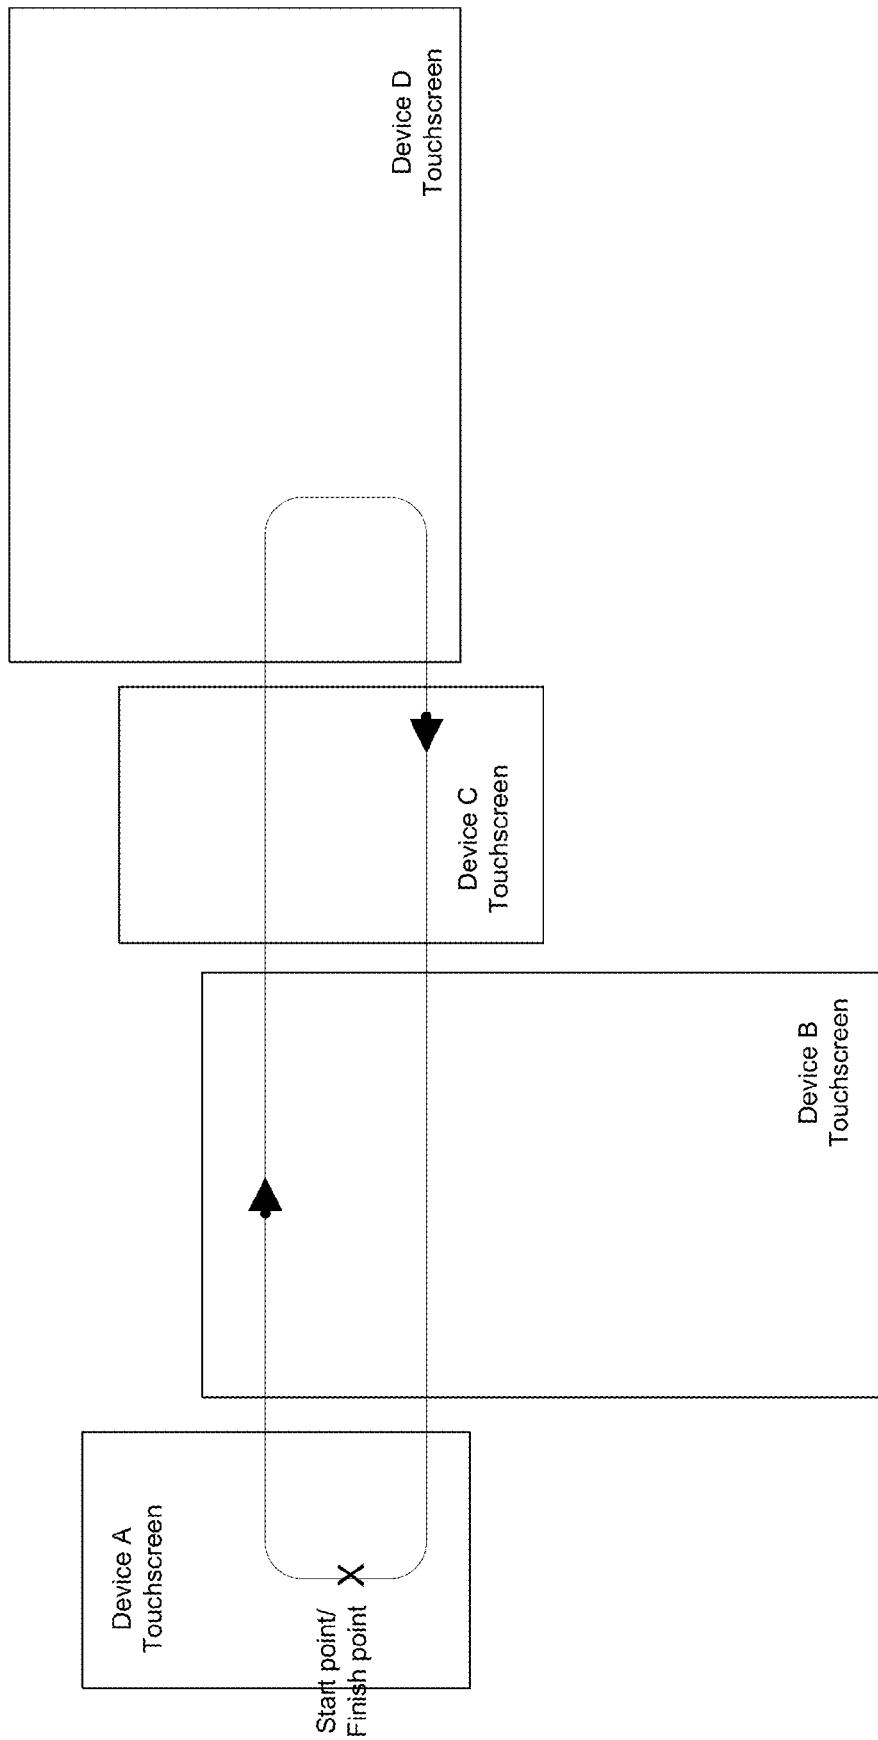 Device A
Touchscreen
Start point/
Finish point
Device B
Touchscreen
Device C
Touchscreen
Device D
Touchscreen